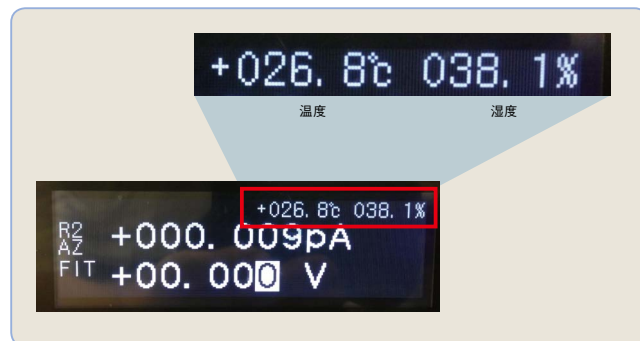 +026. 8℃ 038. 1%
温度 湿度
+026. 8℃ 038. 1%
R2 +000. 009pA
AZ
FIT +00. 000 V